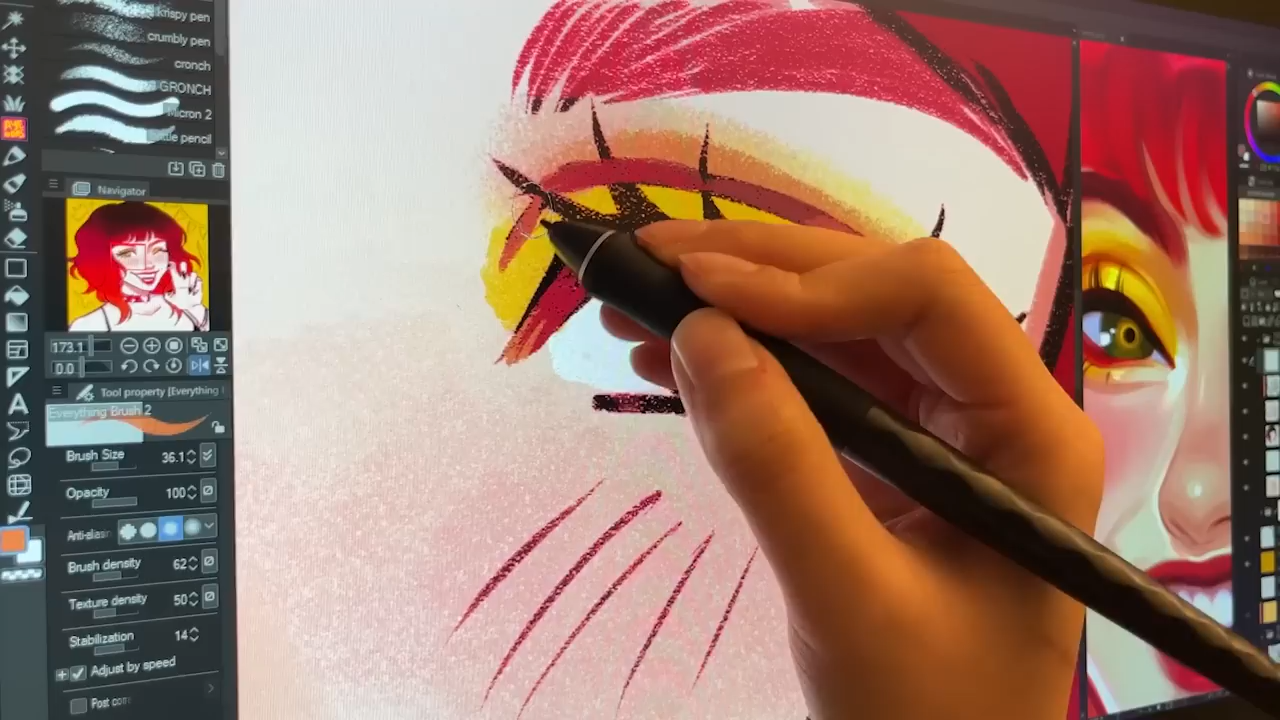 krispy pen
crumbly pen
cronch
GRONCH
Micron 2
pencil
Navigator
173.1
0.0
Tool property [Everything
Everything Brush 2
Brush Size 36.1
Opacity 100
Anti-alias
Brush density 62
Texture density 50
Stabilization 14
Adjust by speed
Post
A